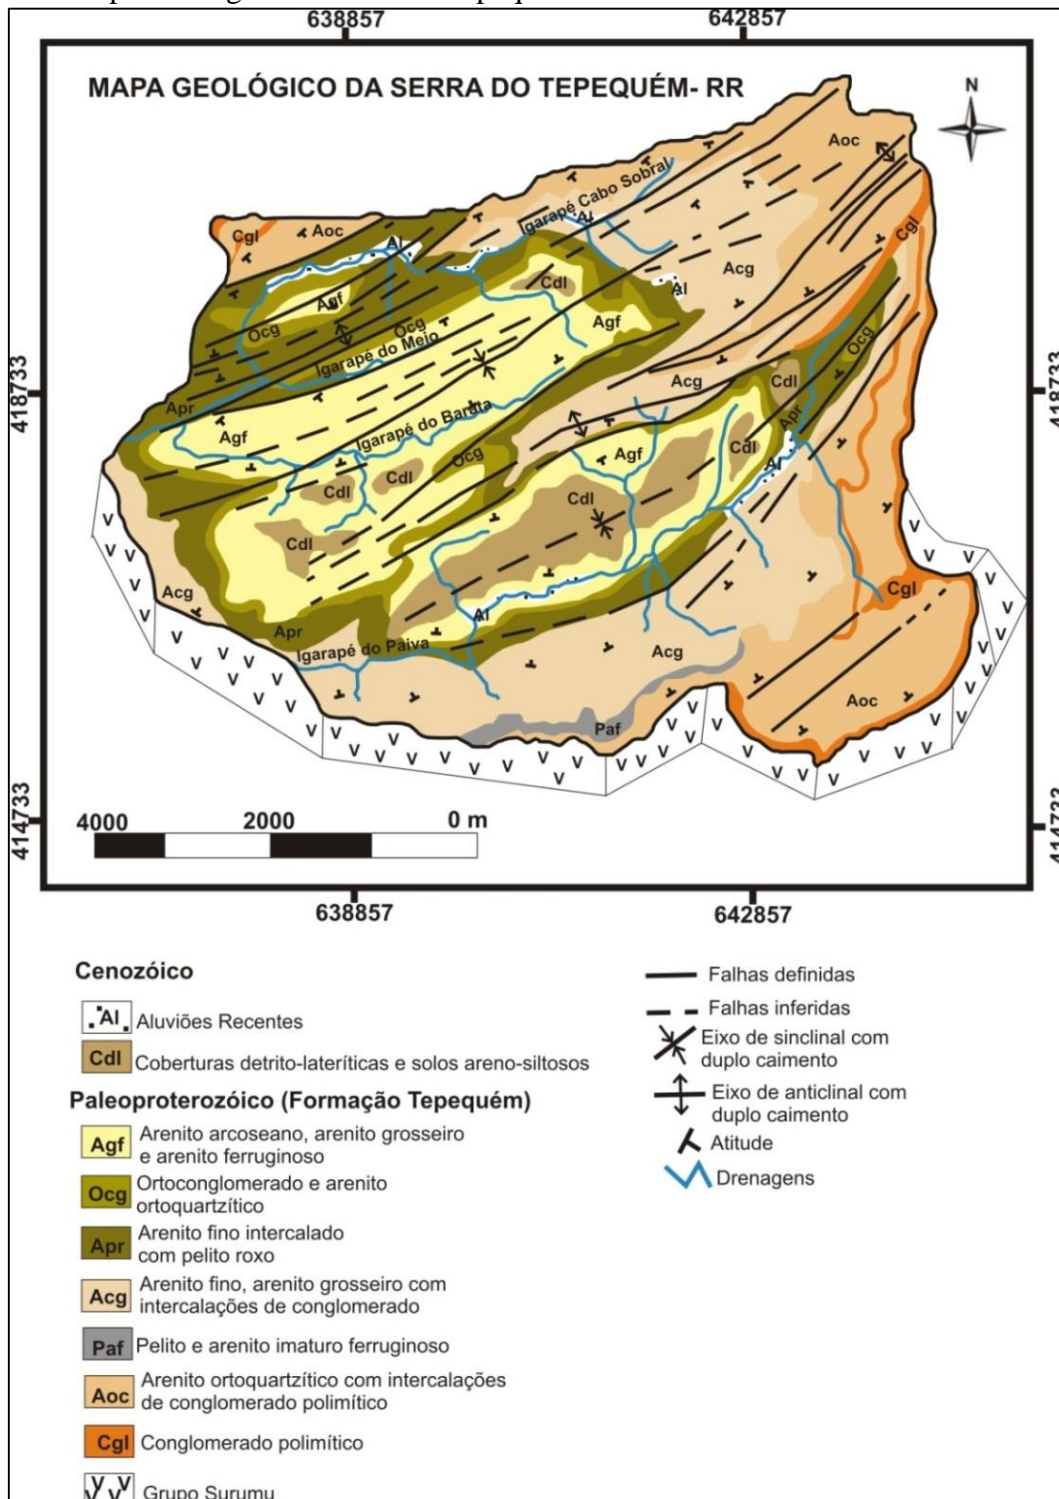 638857
642857
MAPA GEOLÓGICO DA SERRA DO TEPEQUÉM- RR
N
Aoc
Igarapé Cabo Sobral
Al
Cgl
Aoc
Al
Cgl
Acg
Cdl
Al
Agf
Ocg
Ocg
Agf
Ocg
Igarapé do Meio
418733
418733
Acg
Cdl
Apr
Apr
Igarapé do Barata
Agf
Agf
Cdl
Ocg
Al
Cdl
Cdl
Cdl
Cdl
Acg
Cgl
Al
Apr
Igarapé do Paiva
Acg
Aoc
Paf
V V V V V V V V V V
414733
414733
4000 2000 0 m
638857
642857
Cenozóico
Al Aluviões Recentes
Cdl Coberturas detrito-lateríticas e solos areno-siltosos
Paleoproterozóico (Formação Tepequém)
Agf Arenito arcoseano, arenito grosseiro
e arenito ferruginoso
Ocg Ortoconglomerado e arenito
ortoquartzítico
Apr Arenito fino intercalado
com pelito roxo
Acg Arenito fino, arenito grosseiro com
intercalações de conglomerado
Paf Pelito e arenito imaturo ferruginoso
Aoc Arenito ortoquartzítico com intercalações
de conglomerado polimítico
Cgl Conglomerado polimítico
V V V V Grupo Surumu
Falhas definidas
Falhas inferidas
Eixo de sinclinal com
duplo caimento
Eixo de anticlinal com
duplo caimento
Atitude
Drenagens